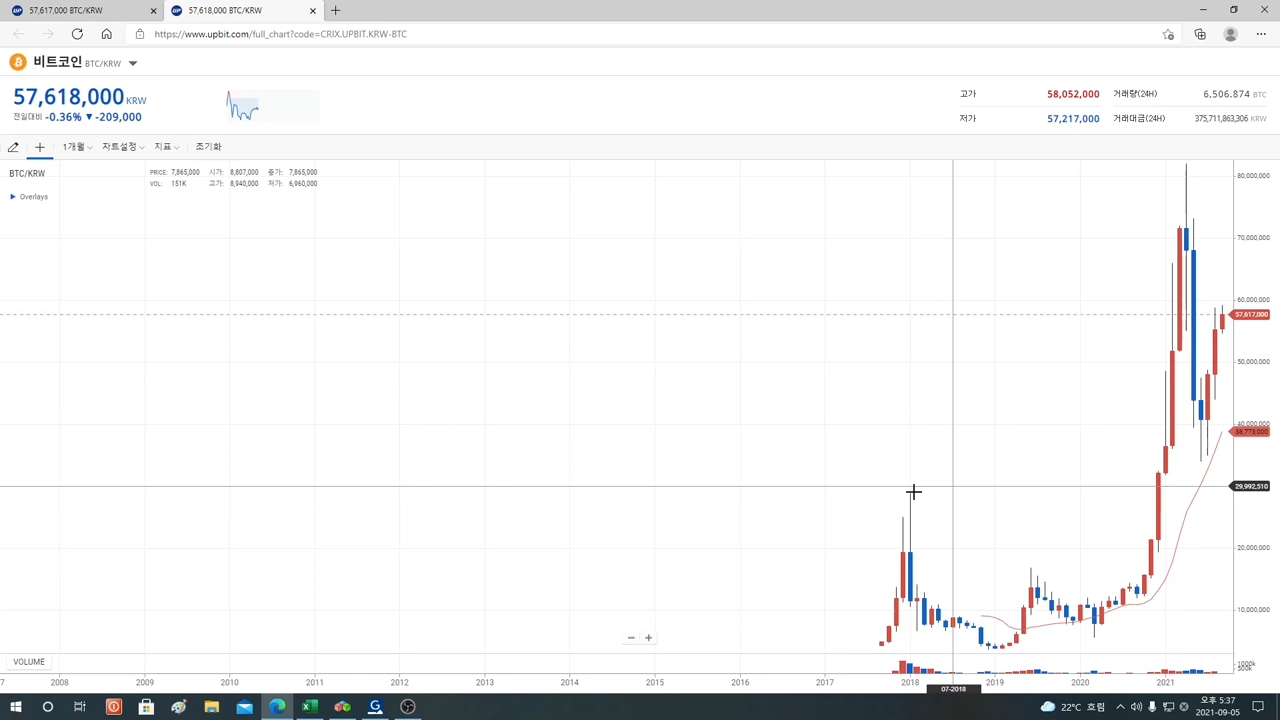 57,617,000 BTC/KRW
57,618,000 BTC/KRW
https://www.upbit.com/full_chart?code=CRIX.UPBIT.KRW-BTC
비트코인 BTC/KRW
57,618,000 KRW
전일대비 -0.36% ▼ -209,000
고가 58,052,000 거래량(24H) 6,506.874 BTC
저가 57,217,000 거래대금(24H) 375,711,863,306 KRW
1개월 차트설정 지표 초기화
BTC/KRW
PRICE: 7,865,000 시가: 8,807,000 종가: 7,865,000
VOL: 151K 고가: 8,940,000 저가: 6,960,000
Overlays
80,000,000
70,000,000
60,000,000
57,617,000
50,000,000
40,000,000
38,773,000
29,992,510
20,000,000
10,000,000
VOLUME
1000k
500k
7 2008 2009 2010 2011 2012 2013 2014 2015 2016 2017 2018 2019 2020 2021
07-2018
22°C 흐림
오후 5:37
2021-09-05